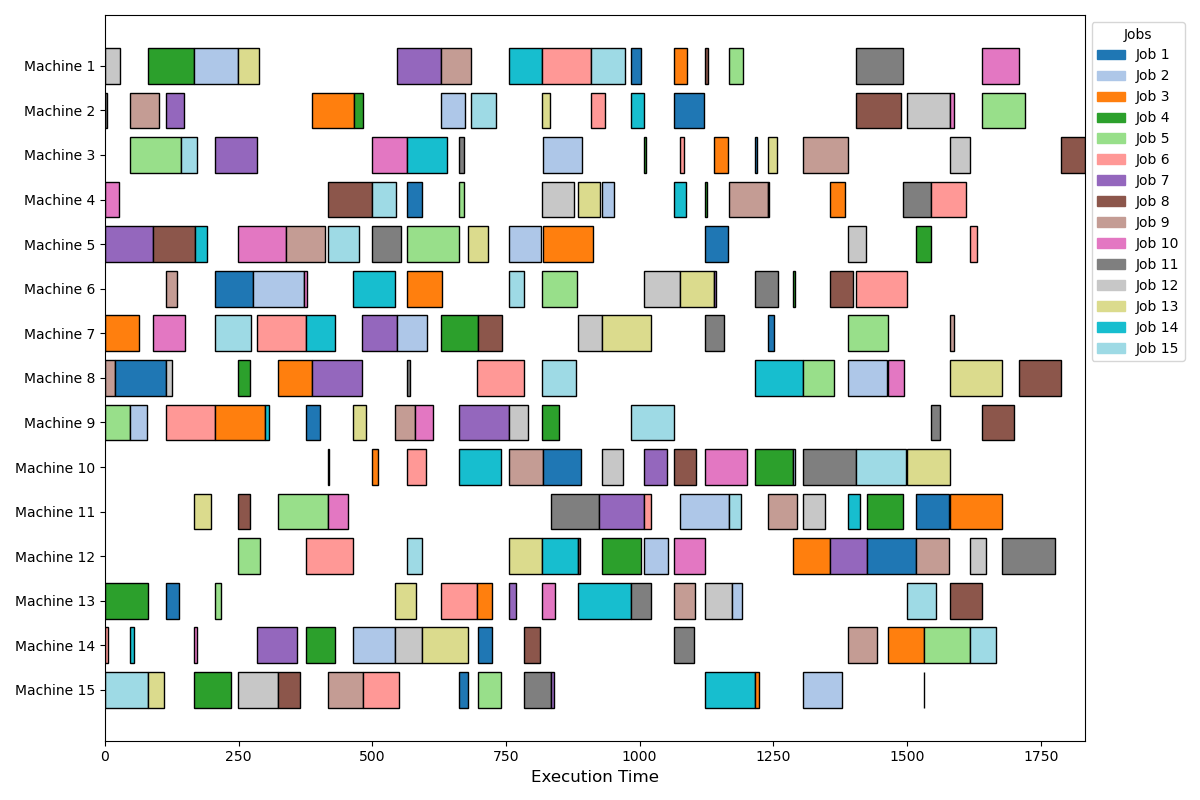 Machine 1
Machine 2
Machine 3
Machine 4
Machine 5
Machine 6
Machine 7
Machine 8
Machine 9
Machine 10
Machine 11
Machine 12
Machine 13
Machine 14
Machine 15
0 250 500 750 1000 1250 1500 1750
Execution Time
Jobs
Job 1
Job 2
Job 3
Job 4
Job 5
Job 6
Job 7
Job 8
Job 9
Job 10
Job 11
Job 12
Job 13
Job 14
Job 15